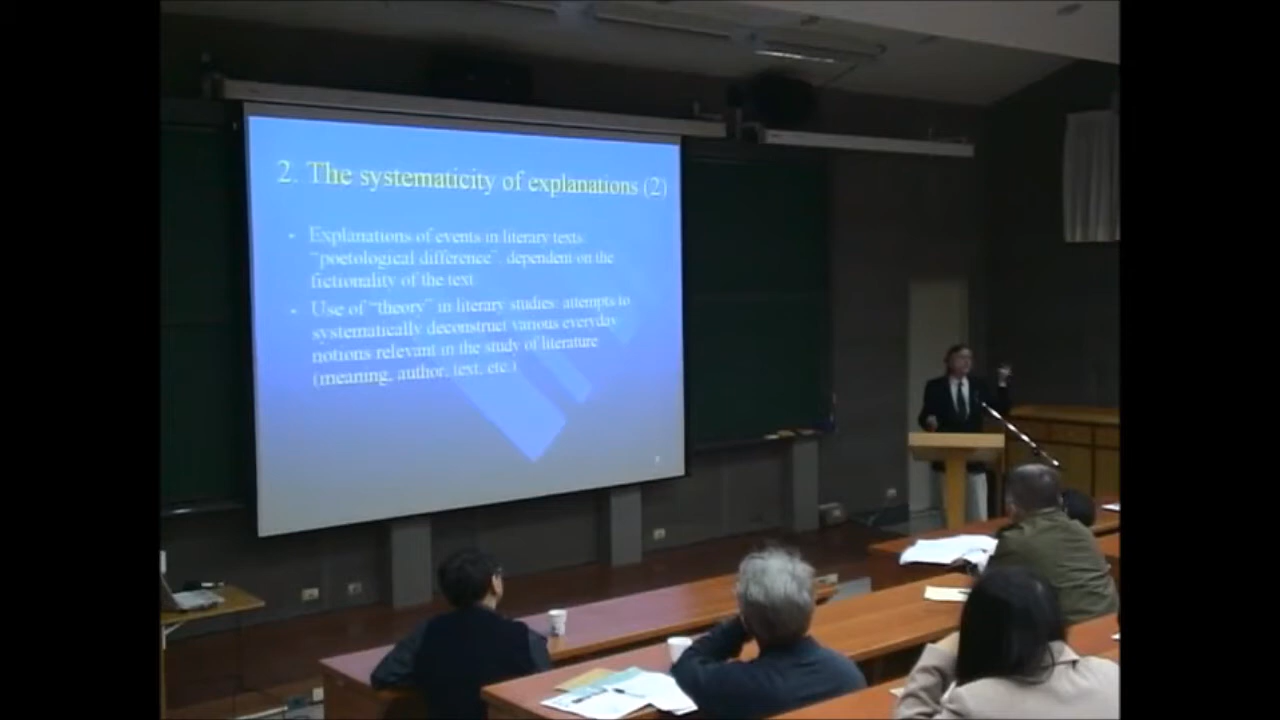 2. The systematicity of explanations (2)
- Explanations of events in literary texts:
"poetological difference", dependent on the
fictionality of the text
- Use of "theory" in literary studies: attempts to
systematically deconstruct various everyday
notions relevant in the study of literature
(meaning, author, text, etc.)